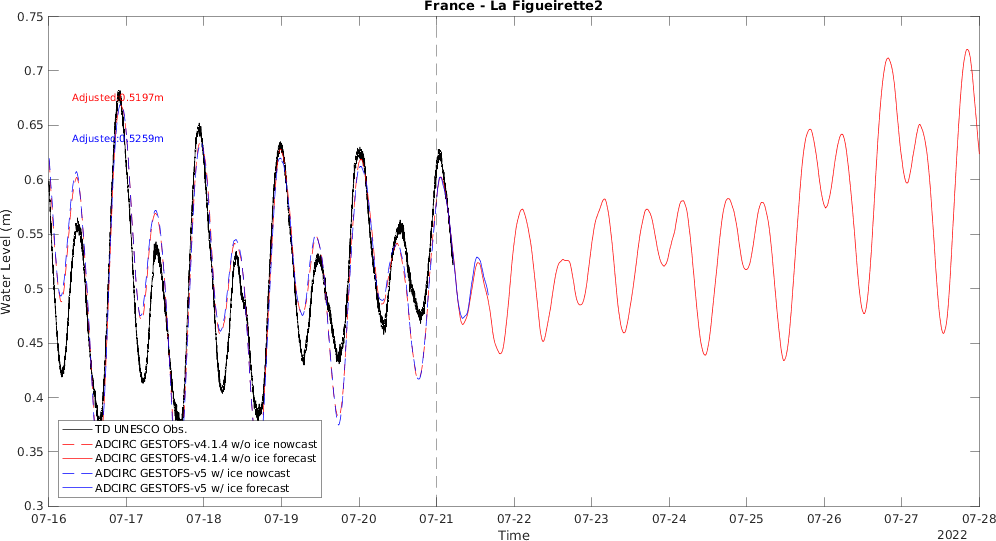 France - La Figueirette2
0.75
0.7
0.65
0.6
0.55
0.5
0.45
0.4
0.35
0.3
Water Level (m)
Adjusted:0.5197m
Adjusted:0.5259m
TD UNESCO Obs.
ADCIRC GESTOFS-v4.1.4 w/o ice nowcast
ADCIRC GESTOFS-v4.1.4 w/o ice forecast
ADCIRC GESTOFS-v5 w/ ice nowcast
ADCIRC GESTOFS-v5 w/ ice forecast
07-16 07-17 07-18 07-19 07-20 07-21 07-22 07-23 07-24 07-25 07-26 07-27 07-28
Time
2022